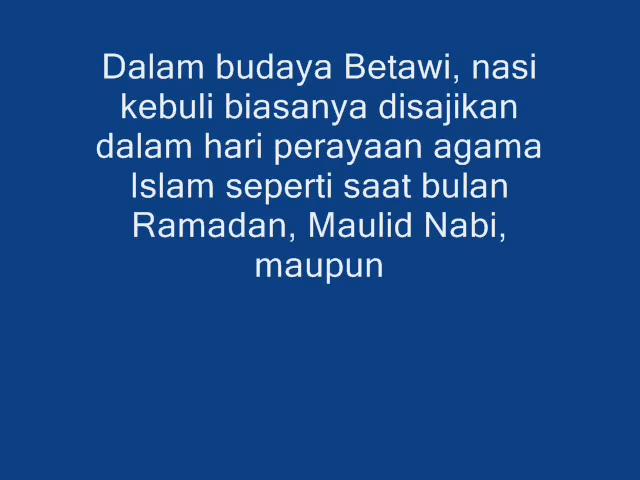 Dalam budaya Betawi, nasi
kebuli biasanya disajikan
dalam hari perayaan agama
Islam seperti saat bulan
Ramadan, Maulid Nabi,
maupun